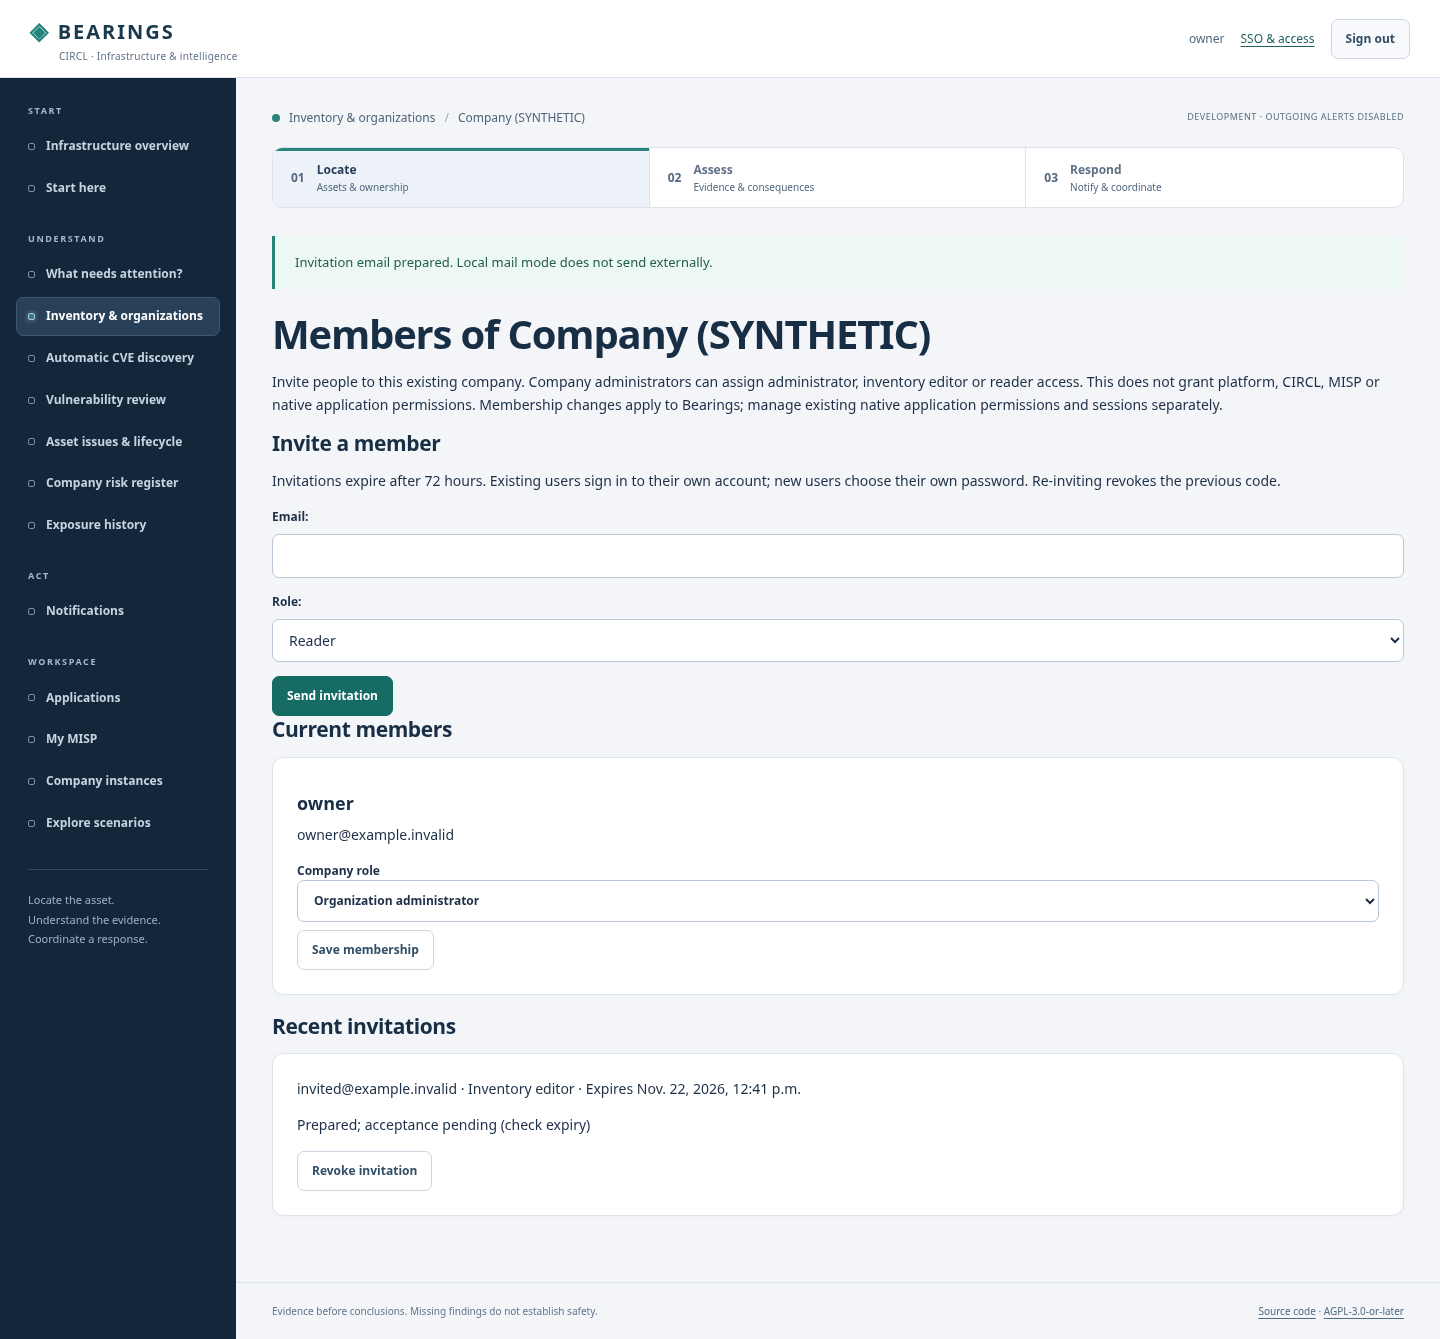 BEARINGS
CIRCL · Infrastructure & intelligence
owner
SSO & access
Sign out
START
Infrastructure overview
Start here
UNDERSTAND
What needs attention?
Inventory & organizations
Automatic CVE discovery
Vulnerability review
Asset issues & lifecycle
Company risk register
Exposure history
ACT
Notifications
WORKSPACE
Applications
My MISP
Company instances
Explore scenarios
Locate the asset.
Understand the evidence.
Coordinate a response.
Inventory & organizations / Company (SYNTHETIC)
DEVELOPMENT · OUTGOING ALERTS DISABLED
01 Locate
Assets & ownership
02 Assess
Evidence & consequences
03 Respond
Notify & coordinate
Invitation email prepared. Local mail mode does not send externally.
Members of Company (SYNTHETIC)
Invite people to this existing company. Company administrators can assign administrator, inventory editor or reader access. This does not grant platform, CIRCL, MISP or
native application permissions. Membership changes apply to Bearings; manage existing native application permissions and sessions separately.
Invite a member
Invitations expire after 72 hours. Existing users sign in to their own account; new users choose their own password. Re-inviting revokes the previous code.
Email:
Role:
Reader
Send invitation
Current members
owner
owner@example.invalid
Company role
Organization administrator
Save membership
Recent invitations
invited@example.invalid · Inventory editor · Expires Nov. 22, 2026, 12:41 p.m.
Prepared; acceptance pending (check expiry)
Revoke invitation
Evidence before conclusions. Missing findings do not establish safety.
Source code · AGPL-3.0-or-later